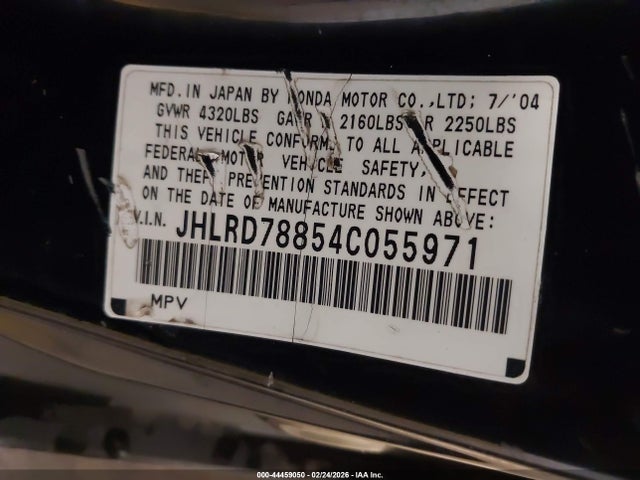 MFD. IN JAPAN BY HONDA MOTOR CO.,LTD; 7/'04
GVWR 4320LBS GAWR F 2160LBS R 2250LBS
THIS VEHICLE CONFORMS TO ALL APPLICABLE
FEDERAL MOTOR VEHICLE SAFETY,
AND THEFT PREVENTION STANDARDS IN EFFECT
ON THE DATE OF MANUFACTURE SHOWN ABOVE:
V.I.N. JHLRD78854C055971
MPV
000-44459050 - 02/24/2026 - IAA Inc.